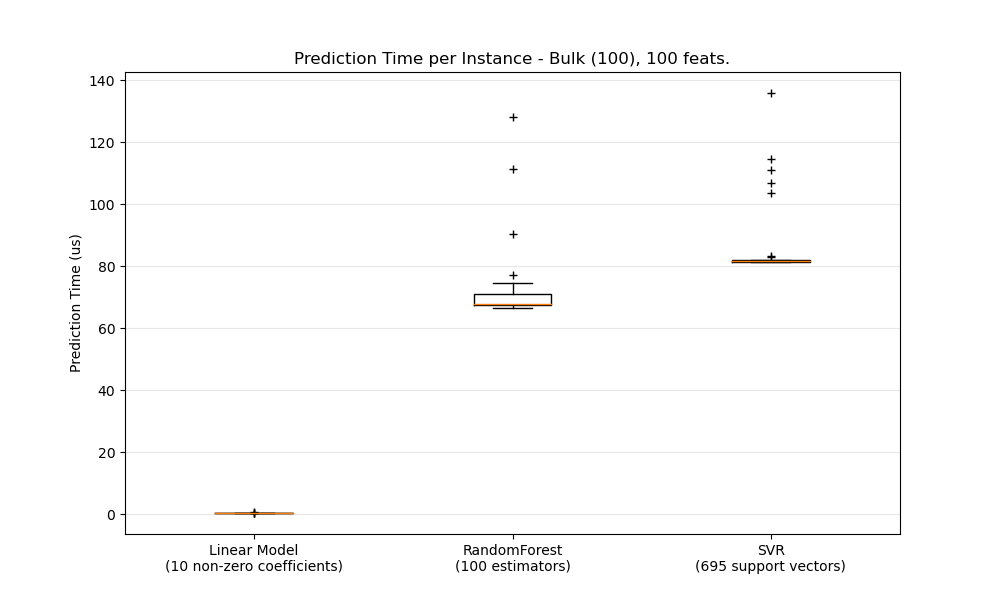 Prediction Time per Instance - Bulk (100), 100 feats.
140
120
100
80
60
40
20
0
Prediction Time (us)
Linear Model
(10 non-zero coefficients)
RandomForest
(100 estimators)
SVR
(695 support vectors)